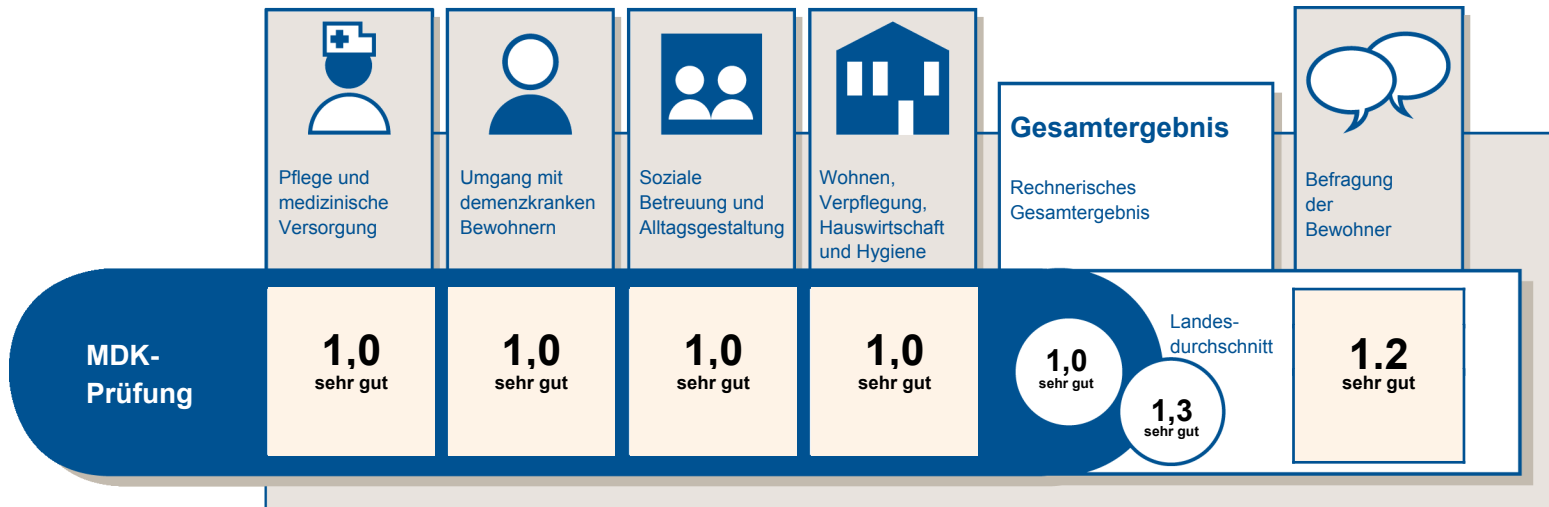 Pflege und
medizinische
Versorgung
Umgang mit
demenzkranken
Bewohnern
Soziale
Betreuung und
Alltagsgestaltung
Wohnen,
Verpflegung,
Hauswirtschaft
und Hygiene
Gesamtergebnis
Rechnerisches
Gesamtergebnis
Befragung
der
Bewohner
MDK-
Prüfung
1,0
sehr gut
1,0
sehr gut
1,0
sehr gut
1,0
sehr gut
1,0
sehr gut
Landes-
durchschnitt
1,3
sehr gut
1.2
sehr gut